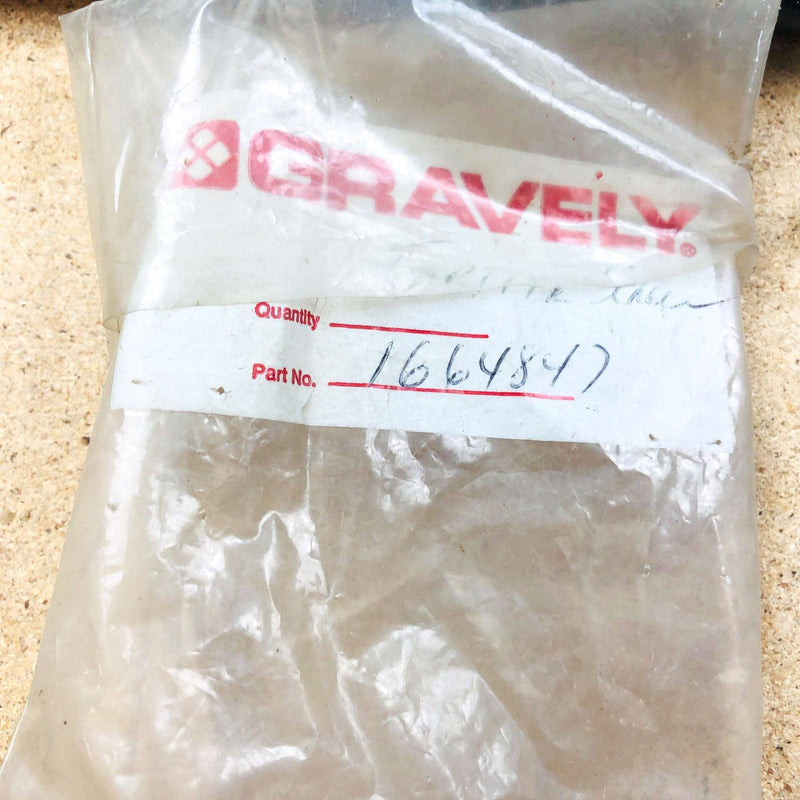 GRAVELY®
Quantity
Part No. 1664847